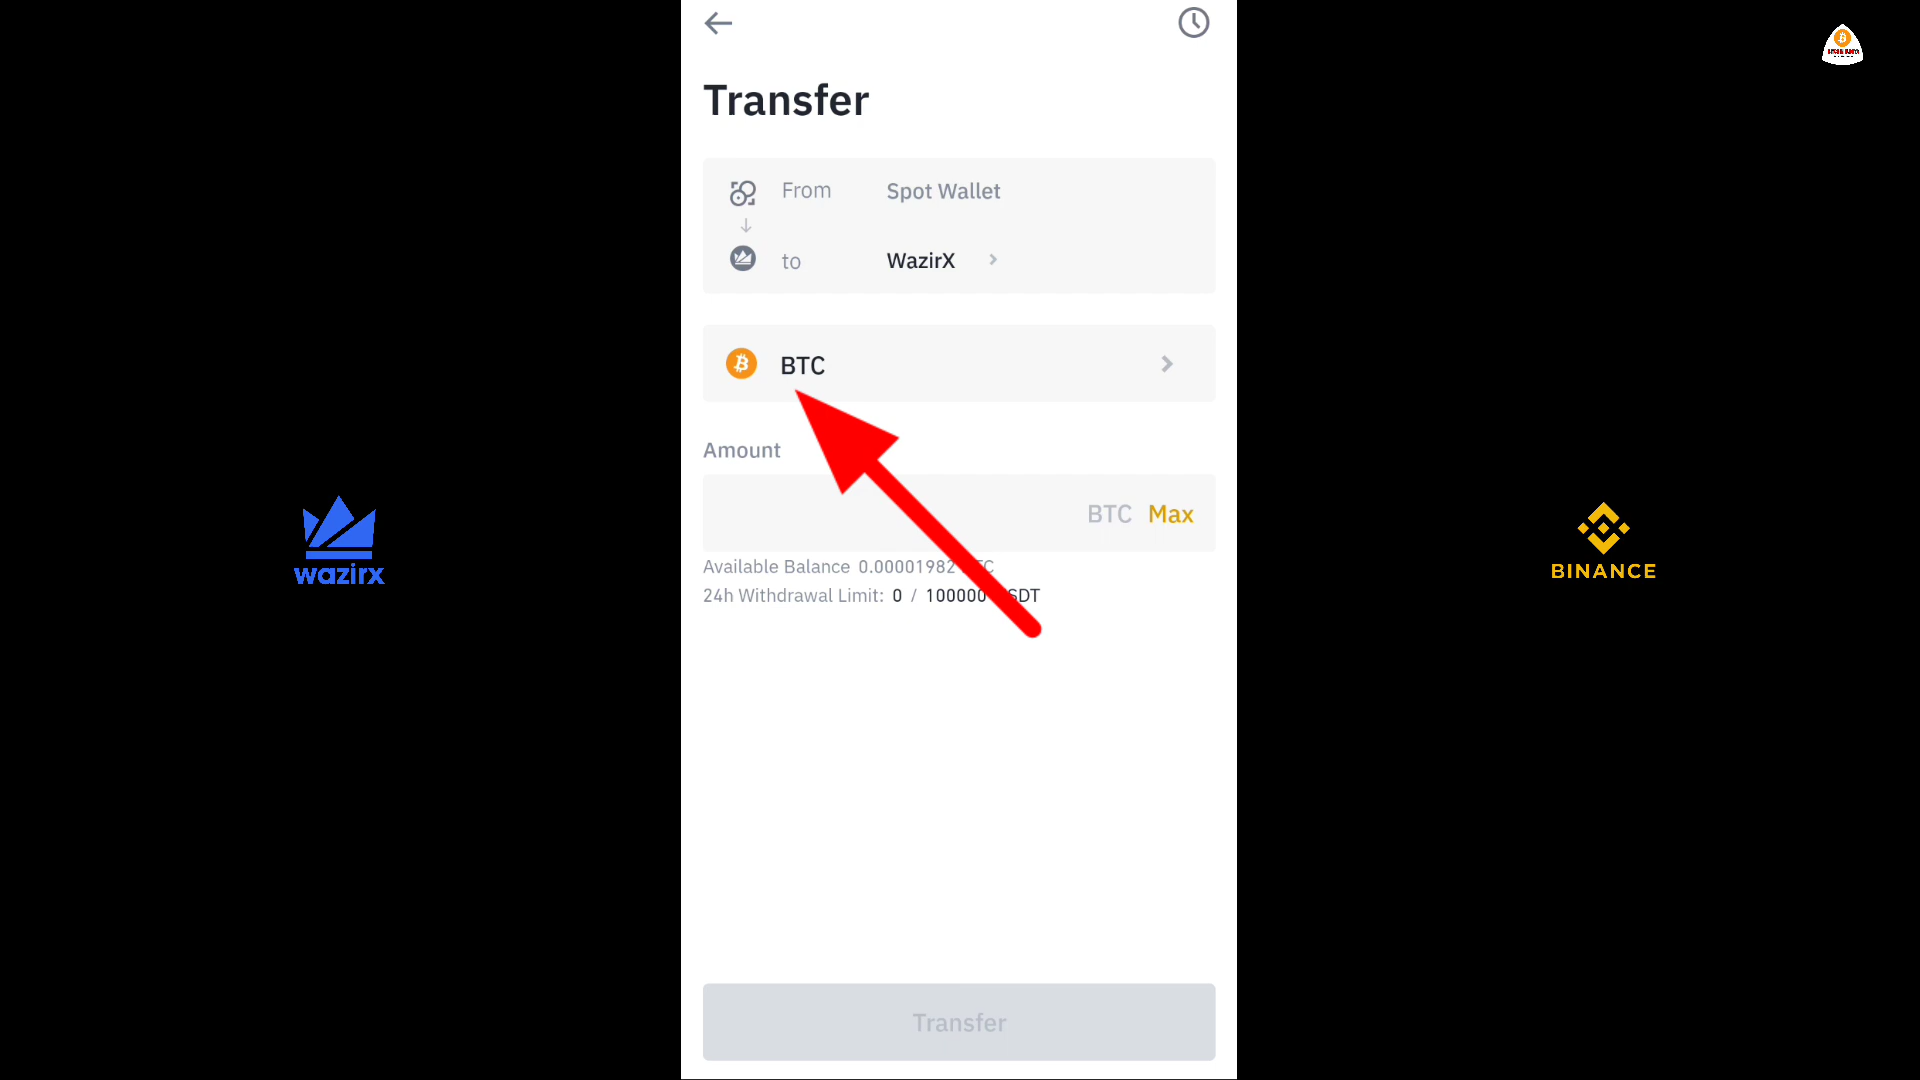 Transfer
From Spot Wallet
to WazirX
BTC
Amount
BTC Max
Available Balance 0.00001982
24h Withdrawal Limit: 0 / 100000
Transfer
wazirx
BINANCE